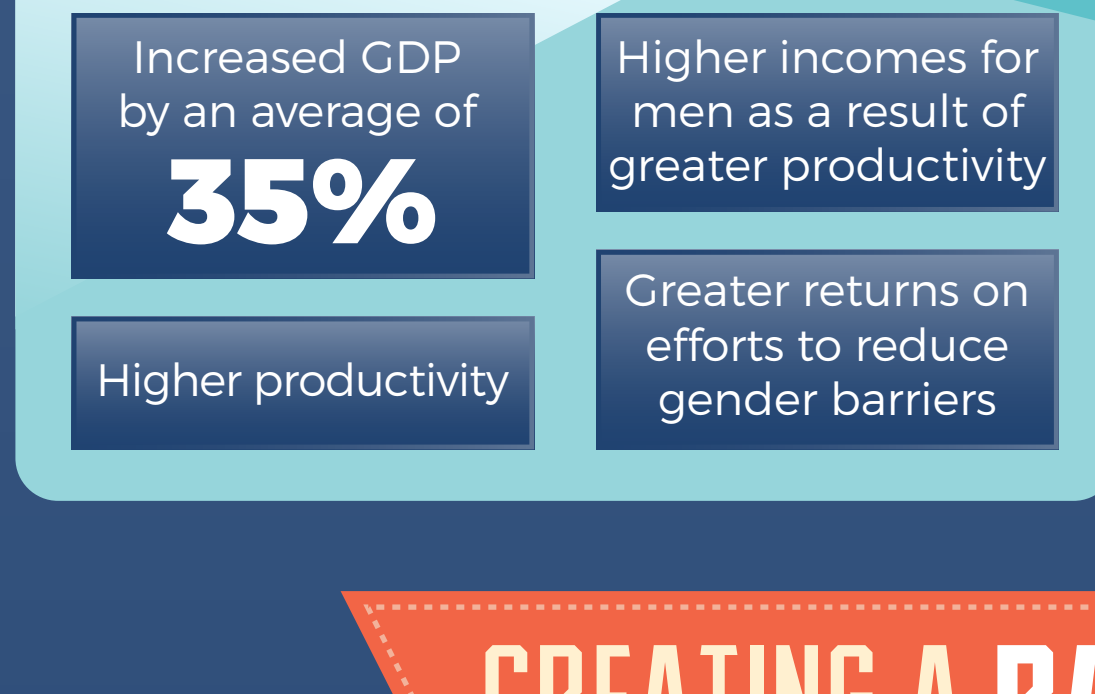 Increased GDP
by an average of
35%
Higher productivity
Higher incomes for
men as a result of
greater productivity
Greater returns on
efforts to reduce
gender barriers
CREATING A